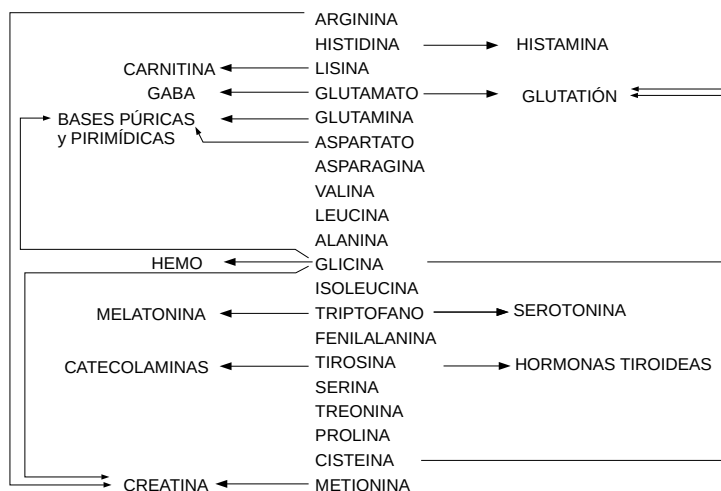 ARGININA
HISTIDINA HISTAMINA
CARNITINA LISINA
GABA GLUTAMATO GLUTATIÓN
BASES PÚRICAS GLUTAMINA
y PIRIMÍDICAS ASPARTATO
ASPARAGINA
VALINA
LEUCINA
ALANINA
HEMO GLICINA
ISOLEUCINA
MELATONINA TRIPTOFANO SEROTONINA
FENILALANINA
CATECOLAMINAS TIROSINA HORMONAS TIROIDEAS
SERINA
TREONINA
PROLINA
CISTEINA
CREATINA METIONINA